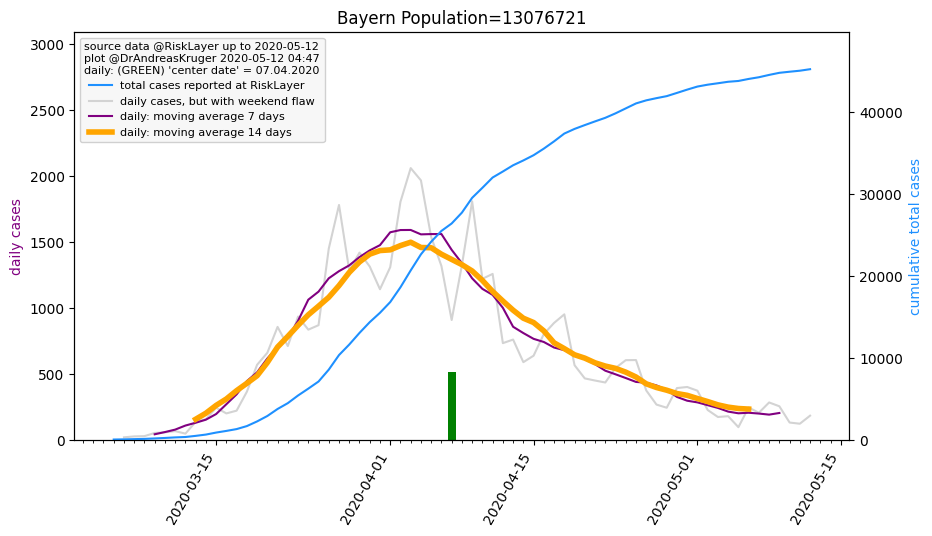 Bayern Population=13076721
source data @RiskLayer up to 2020-05-12
plot @DrAndreasKruger 2020-05-12 04:47
daily: (GREEN) 'center date' = 07.04.2020
total cases reported at RiskLayer
daily cases, but with weekend flaw
daily: moving average 7 days
daily: moving average 14 days
daily cases
3000
2500
2000
1500
1000
500
0
cumulative total cases
40000
30000
20000
10000
0
2020-03-15
2020-04-01
2020-04-15
2020-05-01
2020-05-15